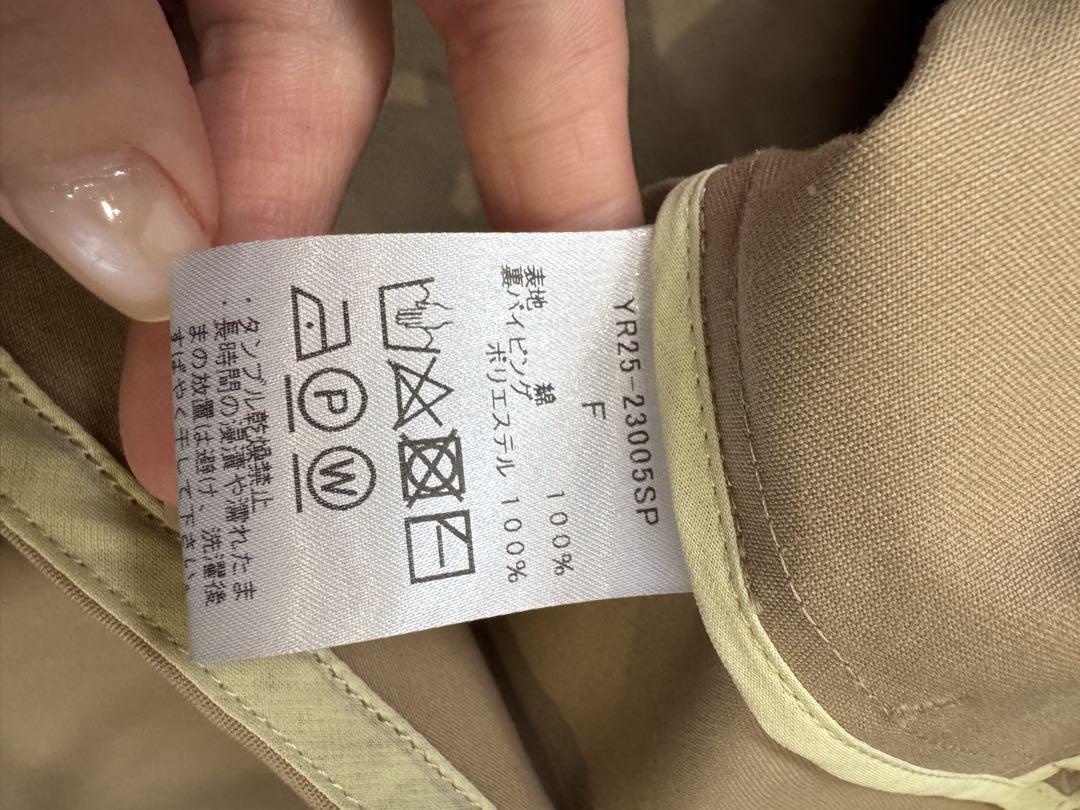 YR25-23005SP
F
表地 綿 100%
裏パイピング ポリエステル 100%
P
W
・タンブル乾燥禁止
・長時間の浸漬や濡れたま
まの放置は避け、洗濯後
すばやく干して下さい。